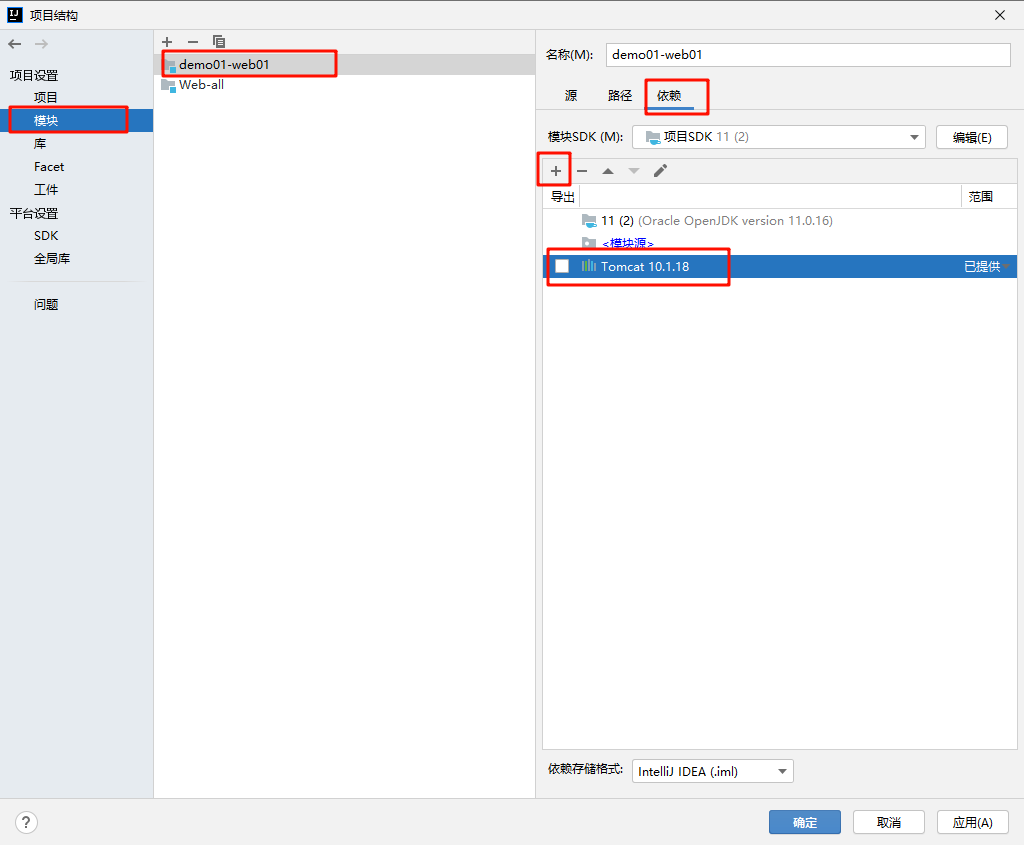 项目结构
项目设置
项目
模块
库
Facet
工件
平台设置
SDK
全局库
问题
demo01-web01
Web-all
名称(M): demo01-web01
源 路径 依赖
模块SDK (M): 项目SDK 11 (2) 编辑(E)
导出 范围
11 (2) (Oracle OpenJDK version 11.0.16)
<模块源>
Tomcat 10.1.18 已提供
依赖存储格式: IntelliJ IDEA (.iml)
? 确定 取消 应用(A)